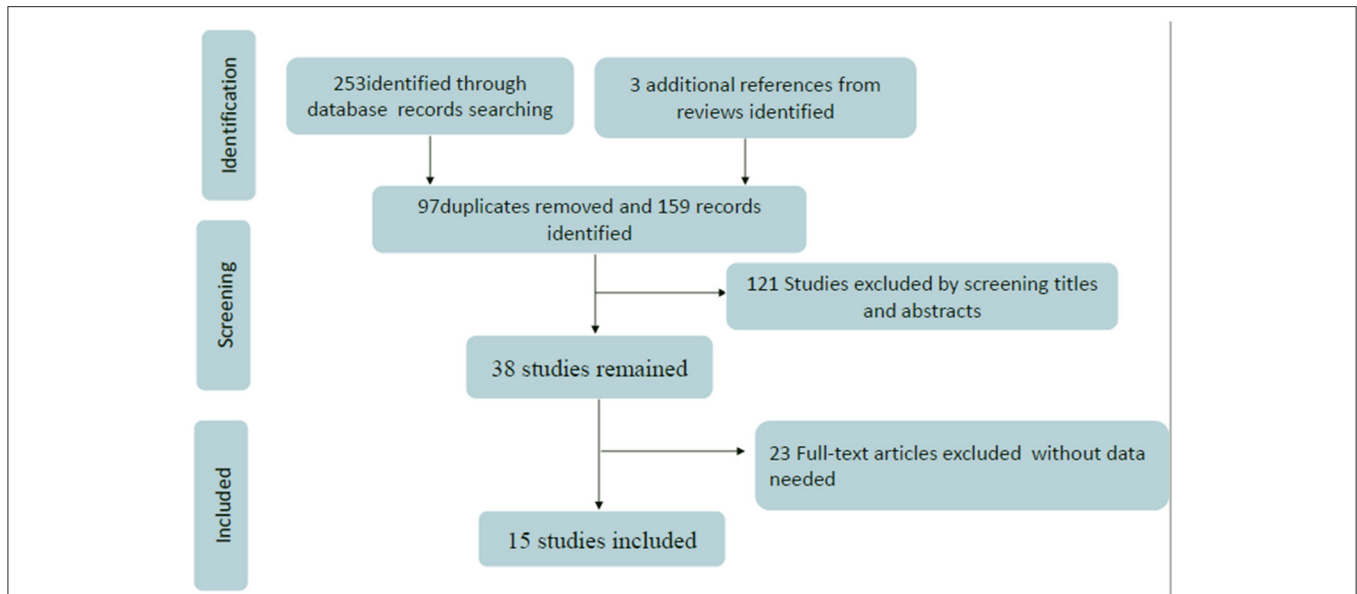 Identification
253identified through
database records searching
3 additional references from
reviews identified
97duplicates removed and 159 records
identified
Screening
121 Studies excluded by screening titles
and abstracts
38 studies remained
Included
23 Full-text articles excluded without data
needed
15 studies included